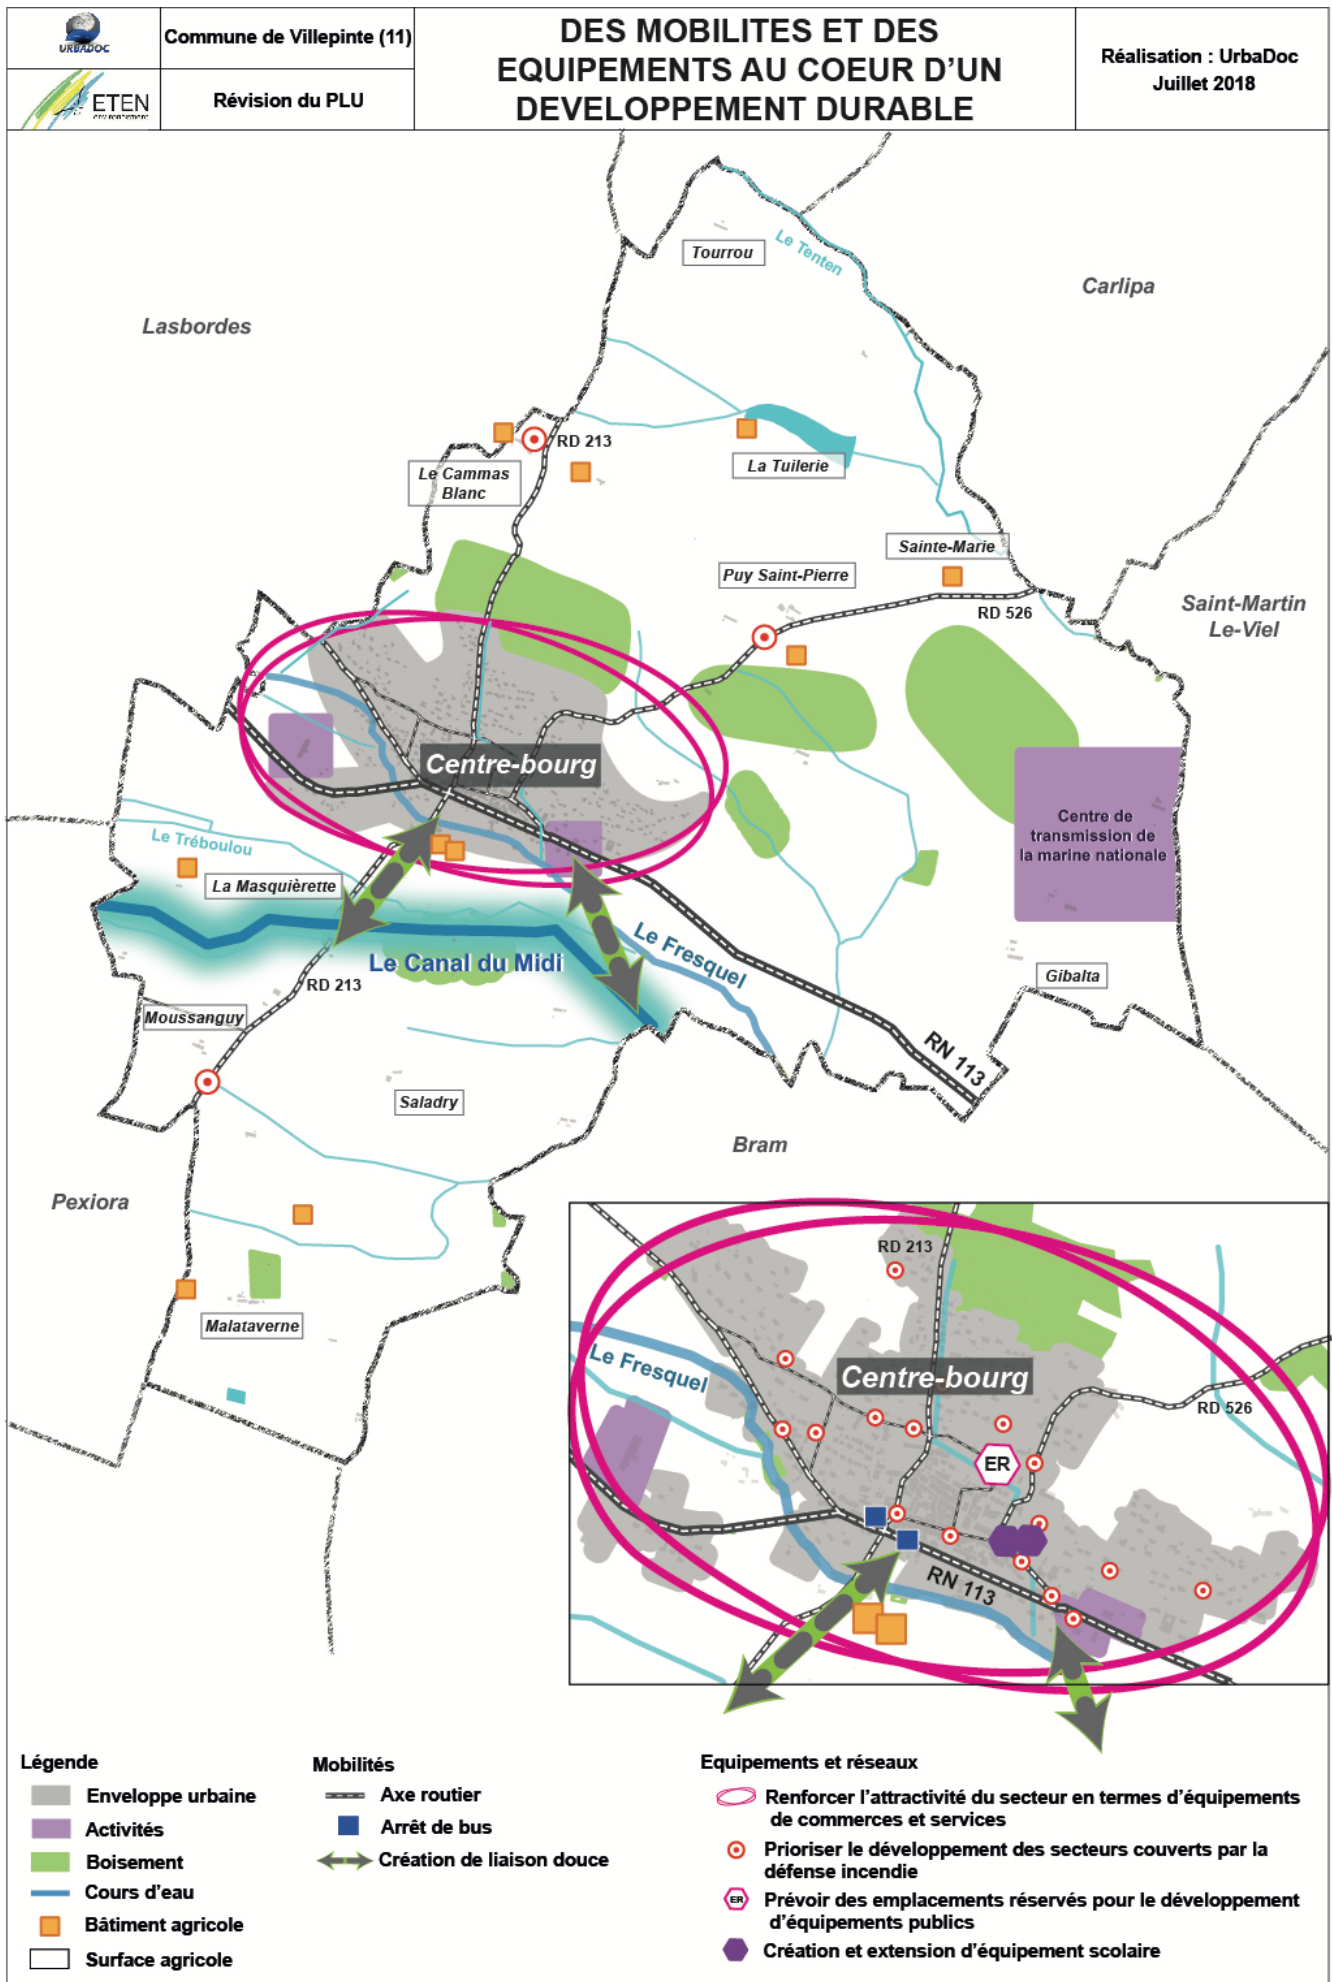 URBADOC
Commune de Villepinte (11)
ETEN
environnement
Révision du PLU
DES MOBILITES ET DES
EQUIPEMENTS AU COEUR D'UN
DEVELOPPEMENT DURABLE
Réalisation : UrbaDoc
Juillet 2018
Tourrou
Le Tenten
Carlipa
Lasbordes
RD 213
Le Cammas
Blanc
La Tuilerie
Sainte-Marie
Puy Saint-Pierre
RD 526
Saint-Martin
Le-Viel
Centre-bourg
Centre de
transmission de
la marine nationale
Le Tréboulou
La Masquièrette
Le Fresquel
Le Canal du Midi
RD 213
Gibalta
Moussanguy
RN 113
Saladry
Bram
Pexiora
Malataverne
RD 213
Le Fresquel
Centre-bourg
RD 526
ER
RN 113
Légende
Enveloppe urbaine
Activités
Boisement
Cours d'eau
Bâtiment agricole
Surface agricole
Mobilités
Axe routier
Arrêt de bus
Création de liaison douce
Equipements et réseaux
Renforcer l'attractivité du secteur en termes d'équipements
de commerces et services
Prioriser le développement des secteurs couverts par la
défense incendie
ER
Prévoir des emplacements réservés pour le développement
d'équipements publics
Création et extension d'équipement scolaire